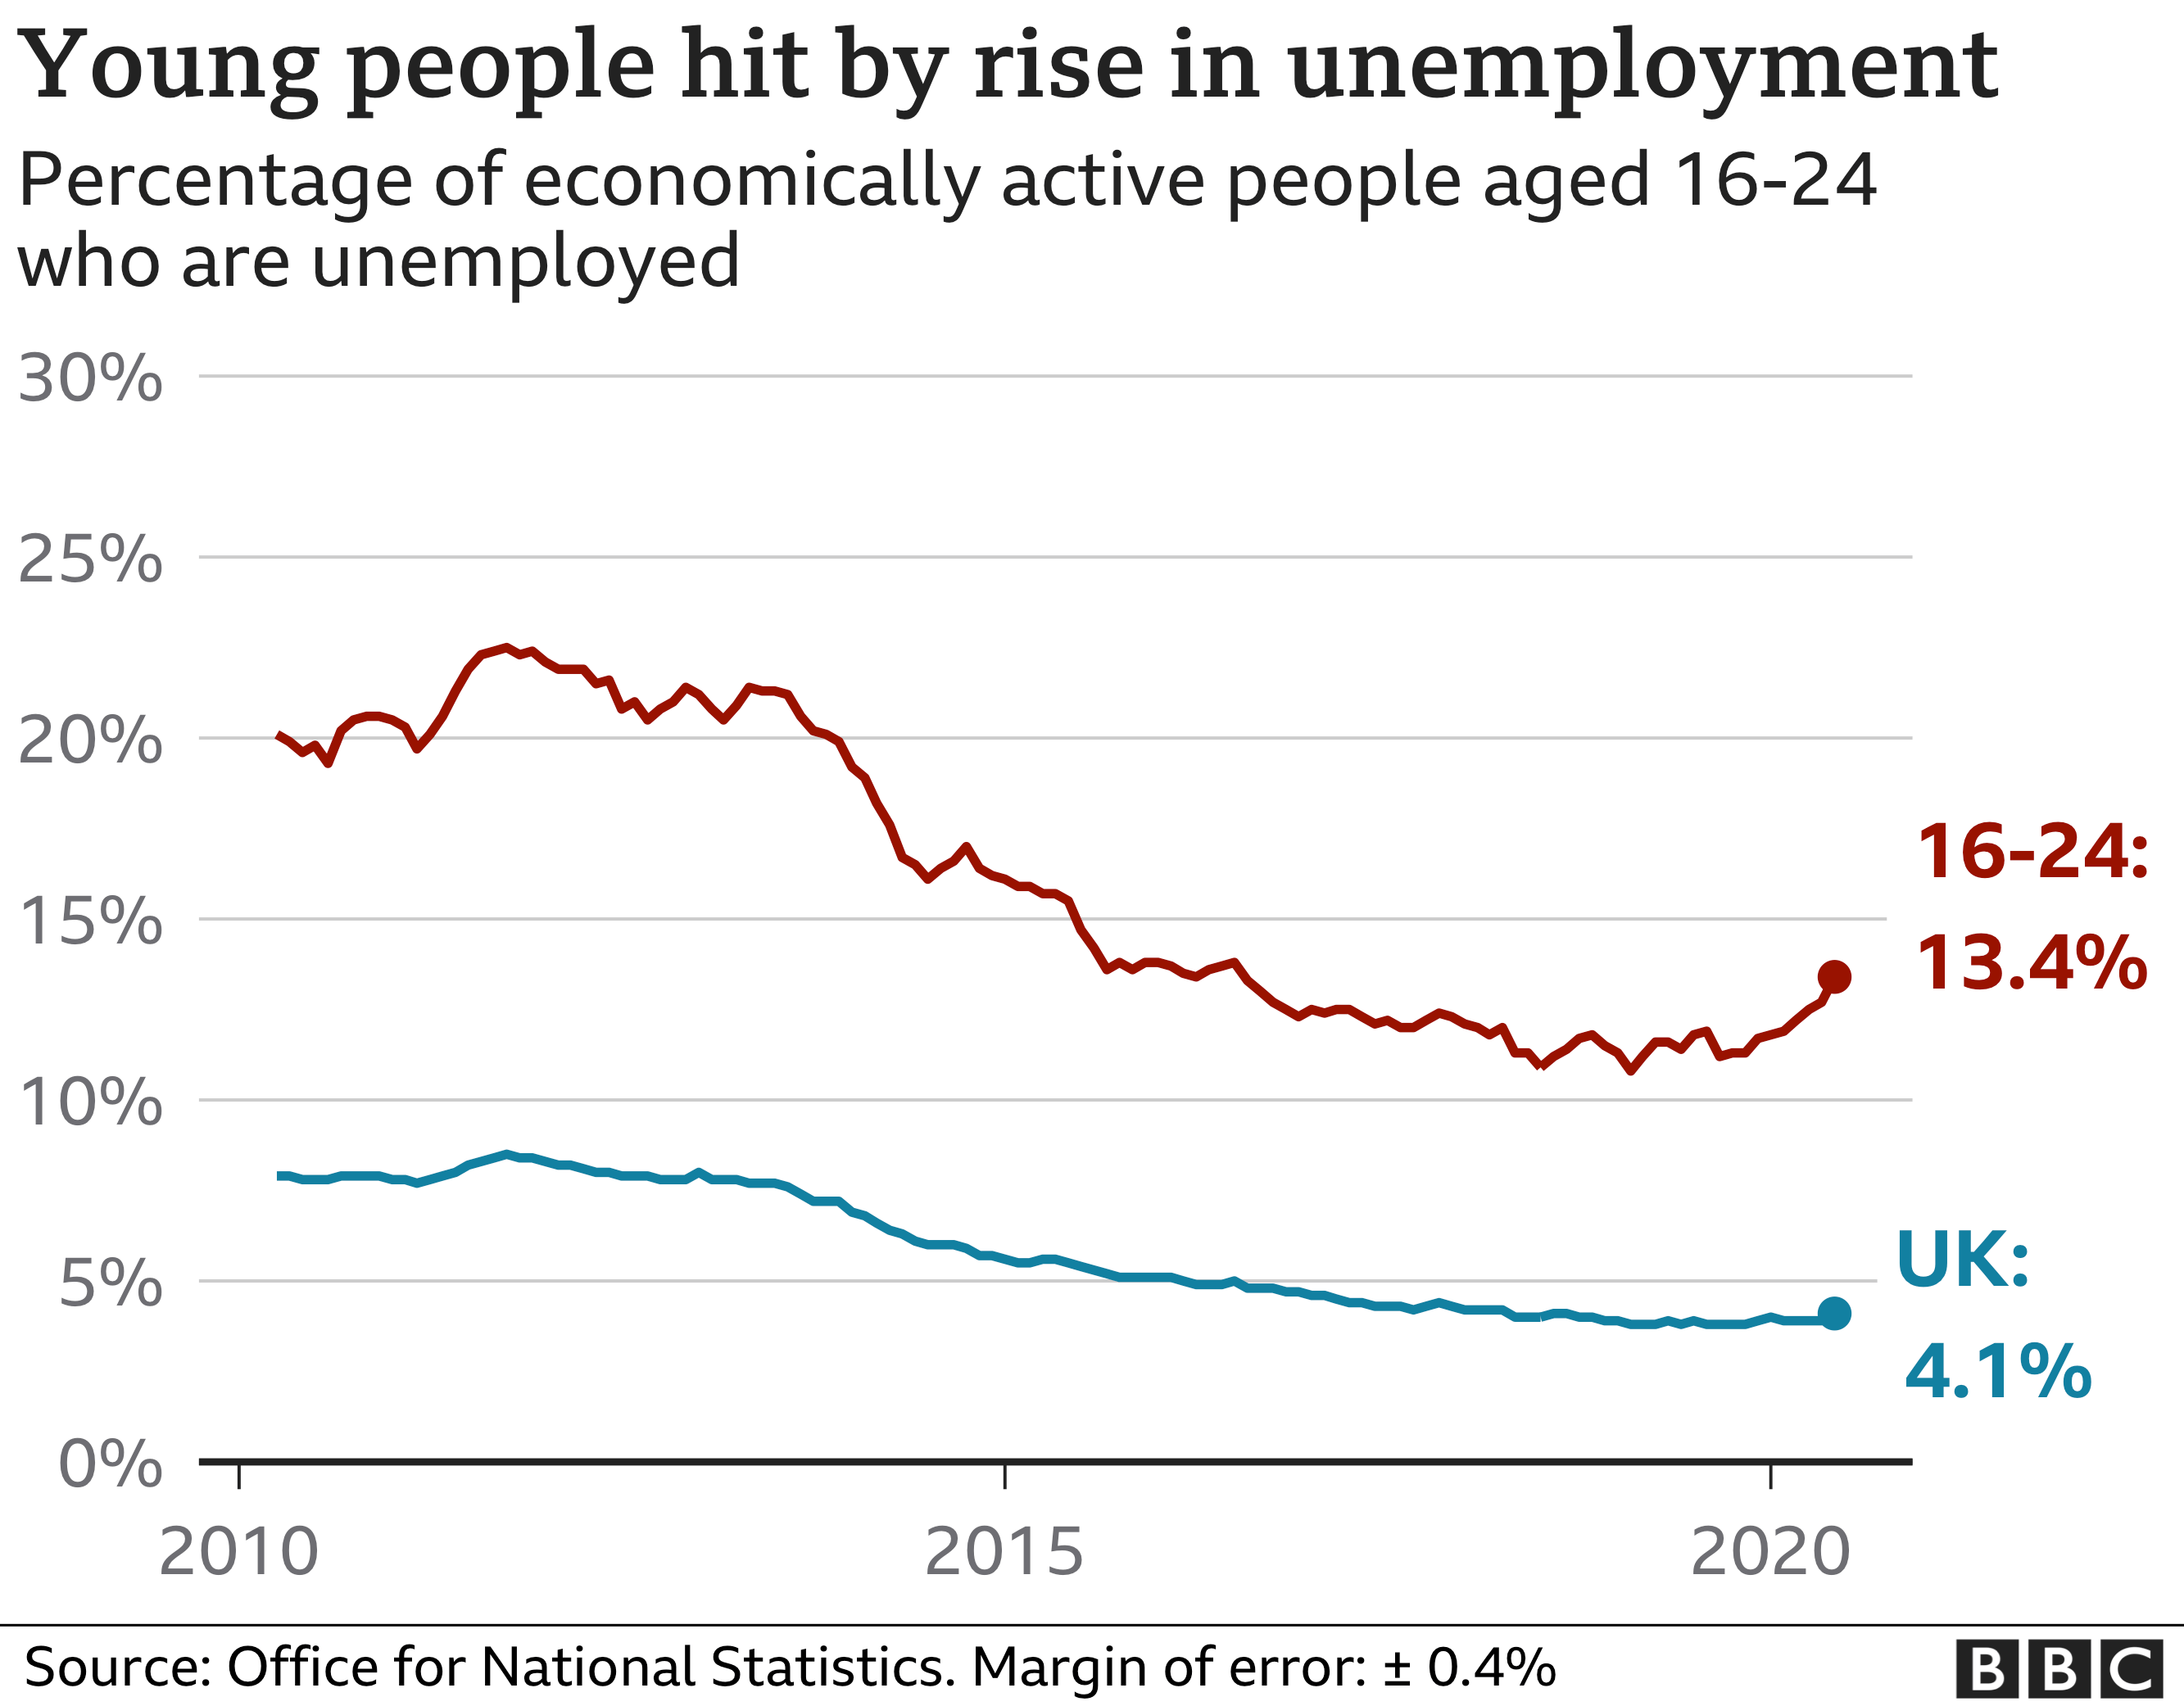 Young people hit by rise in unemployment
Percentage of economically active people aged 16-24
who are unemployed
30%
25%
20%
15%
10%
5%
0%
16-24:
13.4%
UK:
4.1%
2010 2015 2020
Source: Office for National Statistics. Margin of error: ± 0.4%
BBC